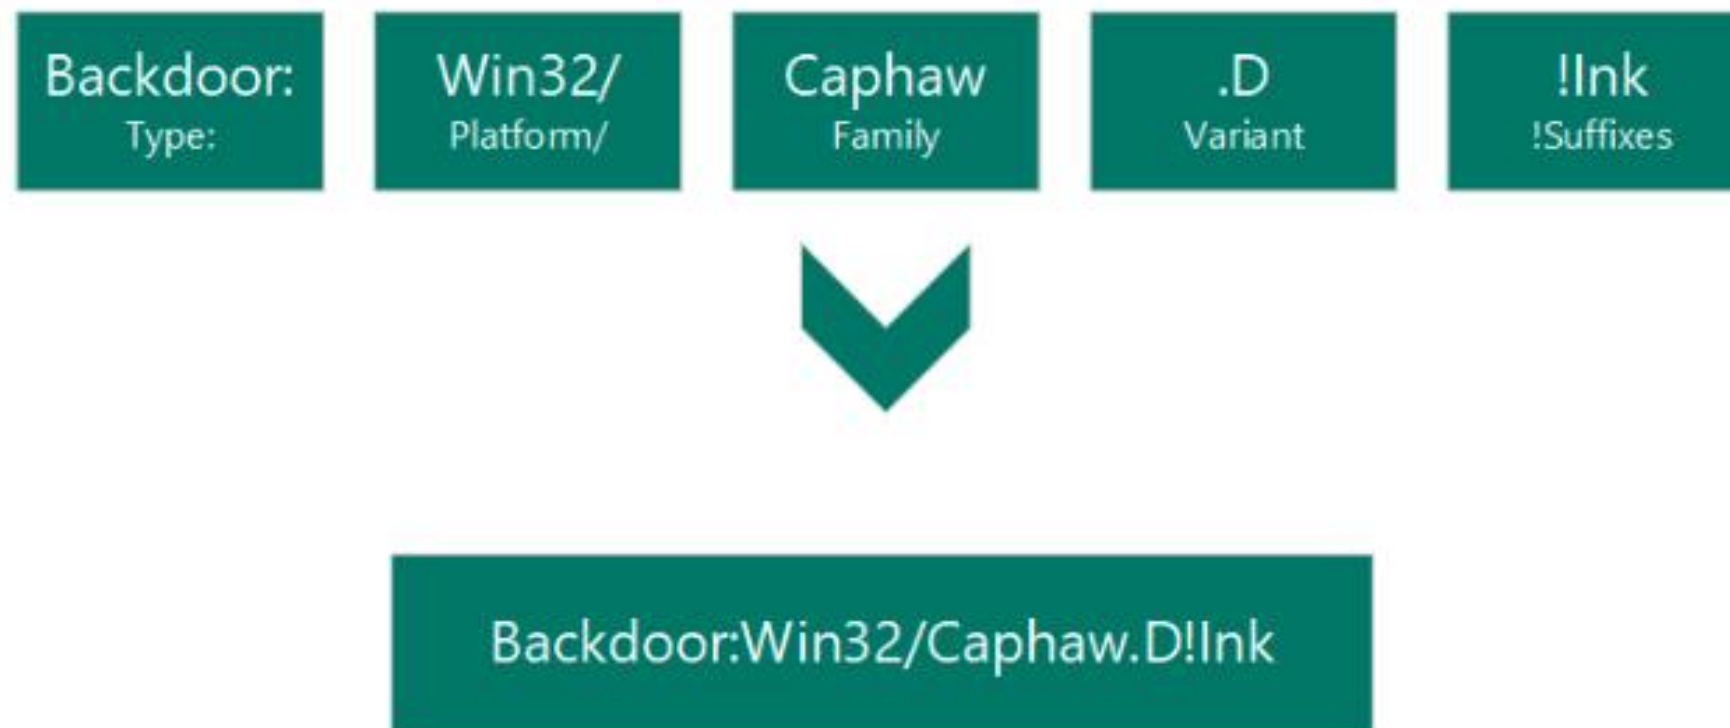 Backdoor:
Type:
Win32/
Platform/
Caphaw
Family
.D
Variant
!lnk
!Suffixes
Backdoor:Win32/Caphaw.D!lnk